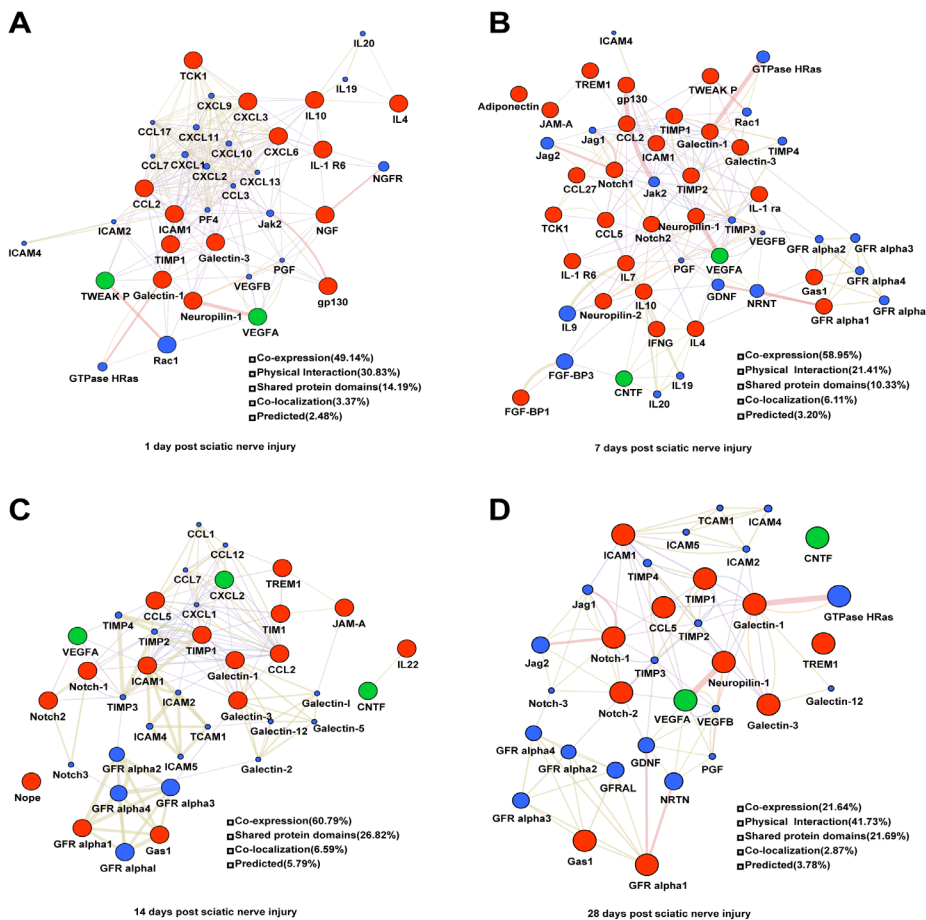 A
IL20
TCK1
IL19
CXCL9
CXCL3
IL10
IL4
CCL17
CXCL11
CXCL10
CXCL6
CCL7
CXCL1
CXCL2
CXCL13
IL-1 R6
NGFR
CCL3
CCL2
PF4
Jak2
NGF
ICAM2
ICAM1
ICAM4
TIMP1
Galectin-3
PGF
TWEAK P
Galectin-1
VEGFB
gp130
Neuropilin-1
VEGFA
Rac1
GTPase HRas
Co-expression(49.14%)
Physical Interaction(30.83%)
Shared protein domains(14.19%)
Co-localization(3.37%)
Predicted(2.48%)
1 day post sciatic nerve injury
B
ICAM4
GTPase HRas
TREM1
gp130
TWEAK P
Adiponectin
JAM-A
TIMP1
Rac1
Jag1
CCL2
Galectin-1
Jag2
ICAM1
Galectin-3
TIMP4
CCL27
Notch1
Jak2
TIMP2
IL-1 ra
TCK1
CCL5
Notch2
Neuropilin-1
TIMP3
VEGFB
GFR alpha2
GFR alpha3
IL-1 R6
IL7
PGF
VEGFA
Gas1
GFR alpha4
GDNF
NRNT
GFR alpha
IL9
Neuropilin-2
IL10
GFR alpha1
IFNG
IL4
FGF-BP3
CNTF
IL19
IL20
FGF-BP1
Co-expression(58.95%)
Physical Interaction(21.41%)
Shared protein domains(10.33%)
Co-localization(6.11%)
Predicted(3.20%)
7 days post sciatic nerve injury
C
CCL1
CCL12
CCL7
CXCL2
TREM1
CCL5
CXCL1
TIM1
JAM-A
TIMP4
TIMP2
TIMP1
VEGFA
CCL2
IL22
Notch-1
ICAM1
Galectin-1
CNTF
Notch2
TIMP3
ICAM2
Galectin-3
Galectin-l
ICAM4
TCAM1
Galectin-12
Galectin-5
Notch3
ICAM5
Galectin-2
GFR alpha2
Nope
GFR alpha4
GFR alpha3
GFR alpha1
Gas1
GFR alphal
Co-expression(60.79%)
Shared protein domains(26.82%)
Co-localization(6.59%)
Predicted(5.79%)
14 days post sciatic nerve injury
D
TCAM1
ICAM4
ICAM1
ICAM5
ICAM2
CNTF
TIMP4
TIMP1
Jag1
CCL5
Galectin-1
GTPase HRas
TIMP2
Jag2
Notch-1
TREM1
TIMP3
Neuropilin-1
Notch-3
Notch-2
VEGFA
VEGFB
Galectin-3
Galectin-12
GFR alpha4
GFR alpha2
GDNF
PGF
GFRAL
NRTN
GFR alpha3
Gas1
GFR alpha1
Co-expression(21.64%)
Physical Interaction(41.73%)
Shared protein domains(21.69%)
Co-localization(2.87%)
Predicted(3.78%)
28 days post sciatic nerve injury